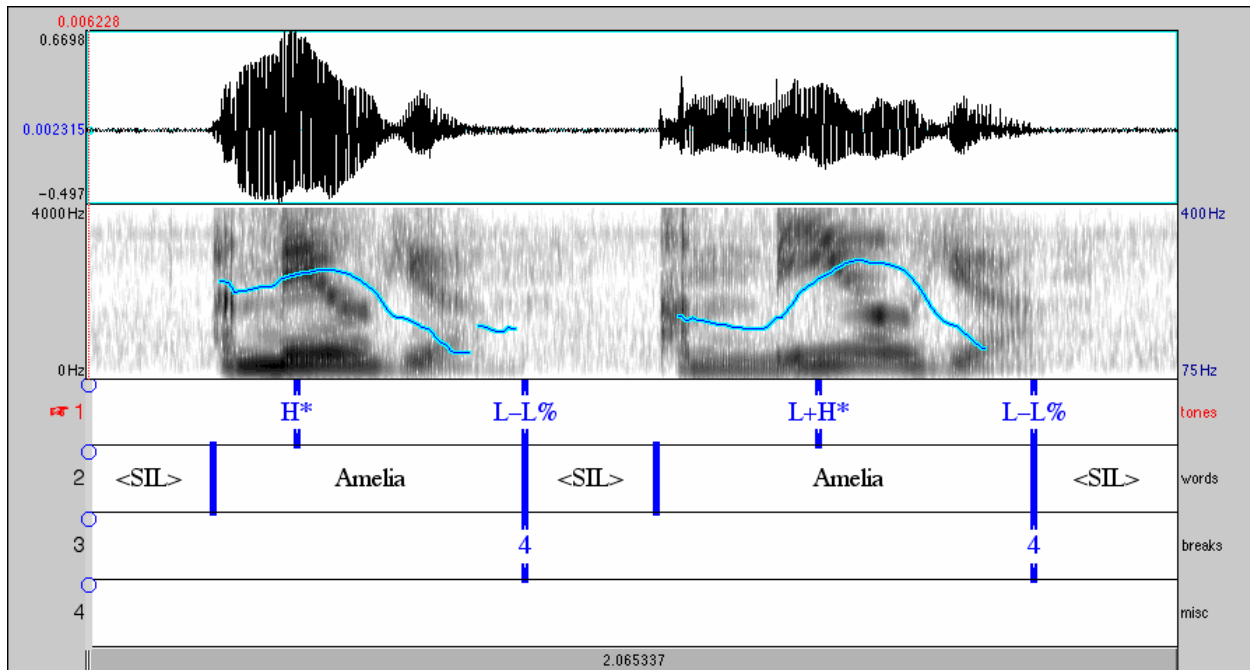 0.006228
0.6698
0.002315
−0.497
4000 Hz
400 Hz
0 Hz
75 Hz
1 H* L−L% L+H* L−L% tones
2 <SIL> Amelia <SIL> Amelia <SIL> words
3 4 4 breaks
4 misc
2.065337